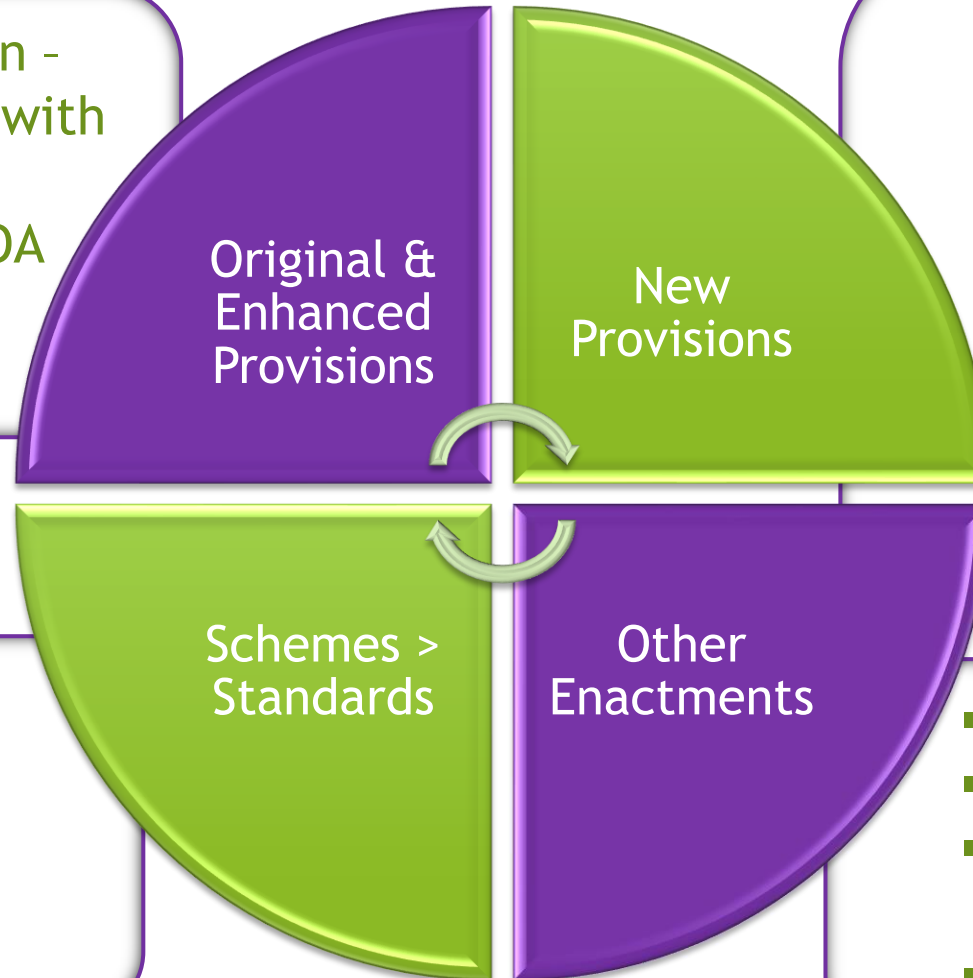 n –
with
DA
Original &
Enhanced
Provisions
New
Provisions
Schemes >
Standards
Other
Enactments